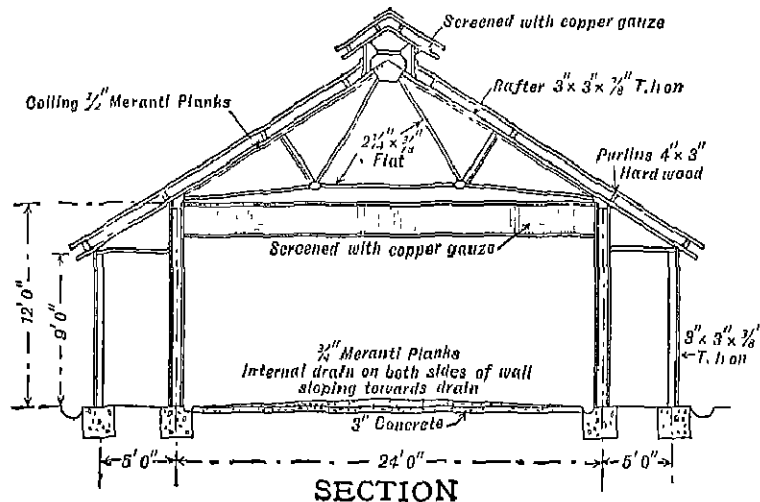 Screened with copper gauze
Ceiling 1/2" Meranti Planks
Rafter 3" x 3" x 3/8" T. Iron
2 1/4" x 3/8"
Flat
Purlins 4" x 3"
Hardwood
Screened with copper gauze
12'0"
9'0"
3/4" Meranti Planks
Internal drain on both sides of wall
sloping towards drain
3" x 3" x 3/8"
T. Iron
3" Concrete
5'0"
24'0"
5'0"
SECTION